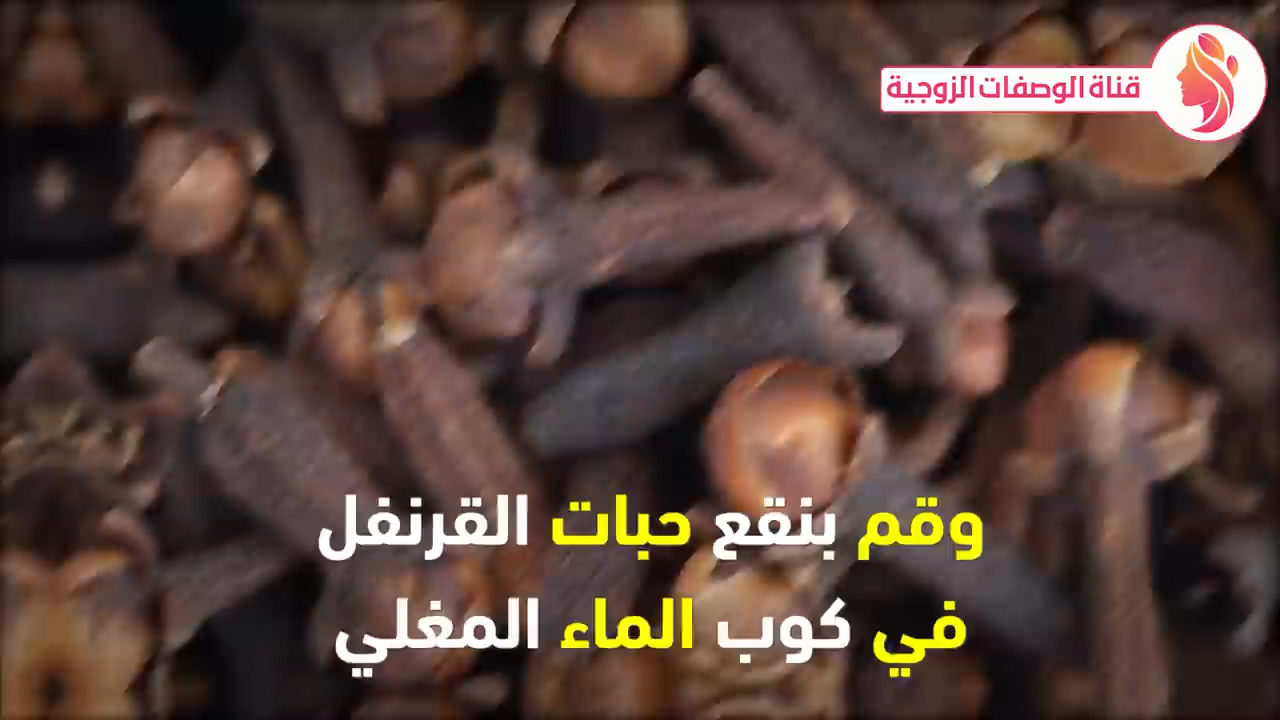 قناة الوصفات الزوجية
وقم بنقع حبات القرنفل
في كوب الماء المغلي